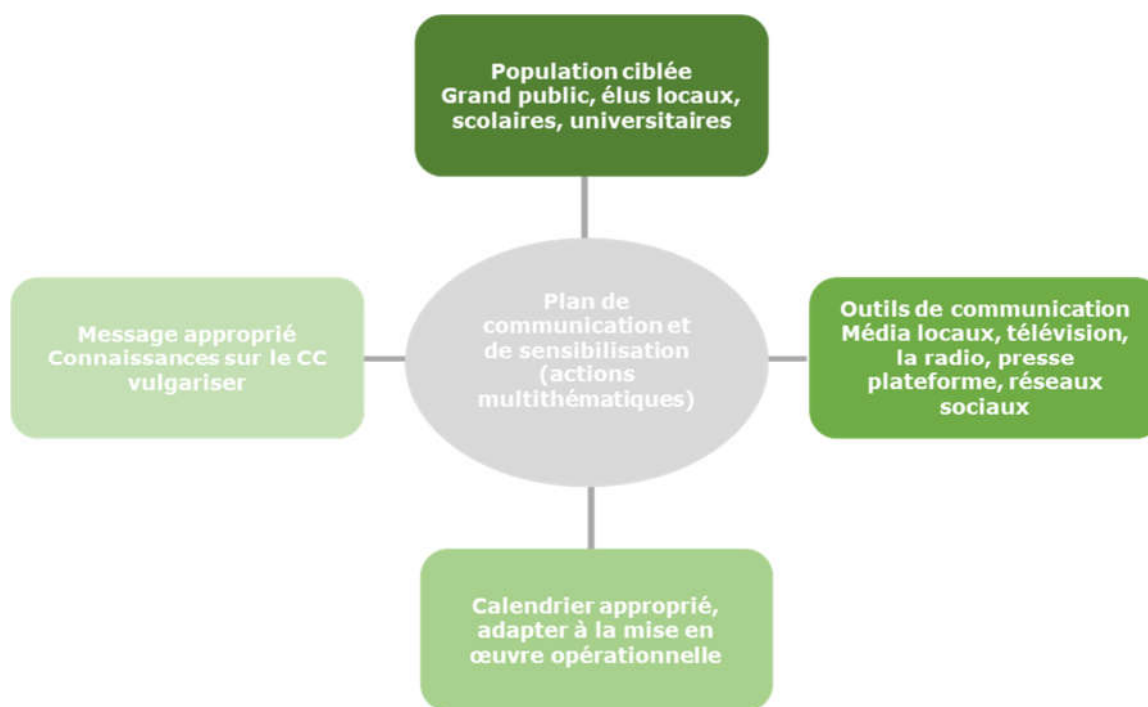 Population ciblée
Grand public, élus locaux,
scolaires, universitaires
Message approprié
Connaissances sur le CC
vulgariser
Plan de
communication et
de sensibilisation
(actions
multithématiques)
Outils de communication
Média locaux, télévision,
la radio, presse
plateforme, réseaux
sociaux
Calendrier approprié,
adapter à la mise en
œuvre opérationnelle